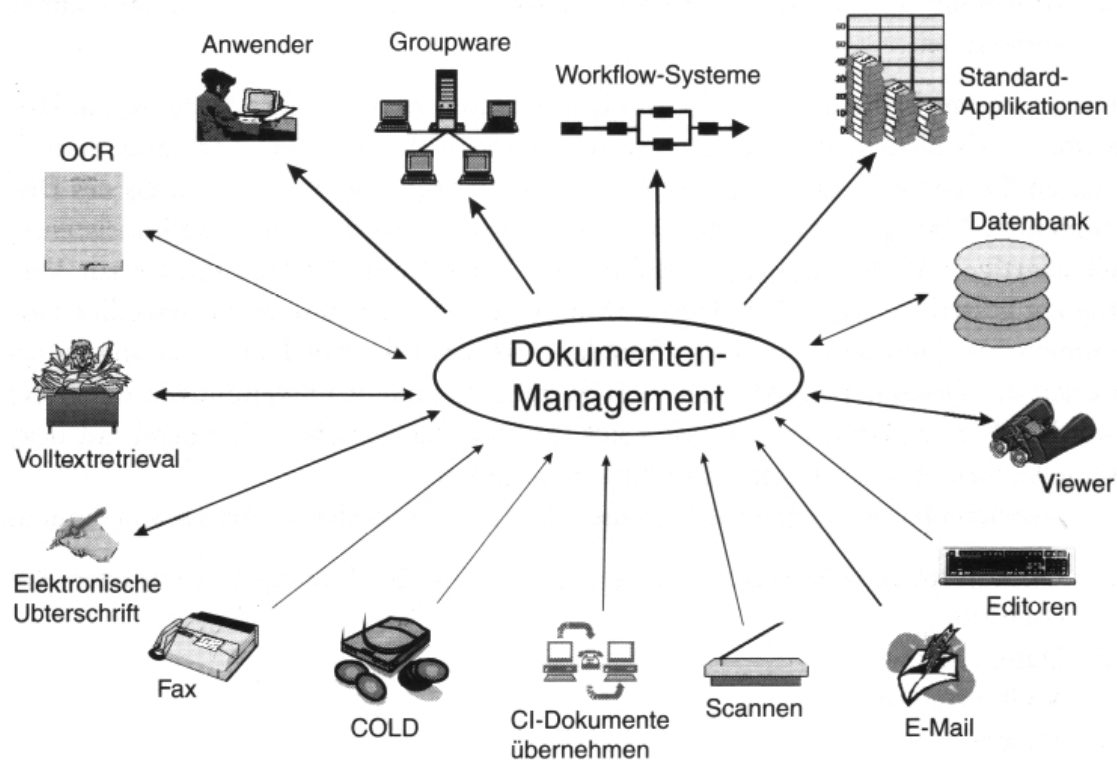 Anwender
Groupware
Workflow-Systeme
Standard-
Applikationen
OCR
Datenbank
Dokumenten-
Management
Volltextretrieval
Viewer
Elektronische
Ubterschrift
Editoren
Fax
COLD
CI-Dokumente
übernehmen
Scannen
E-Mail